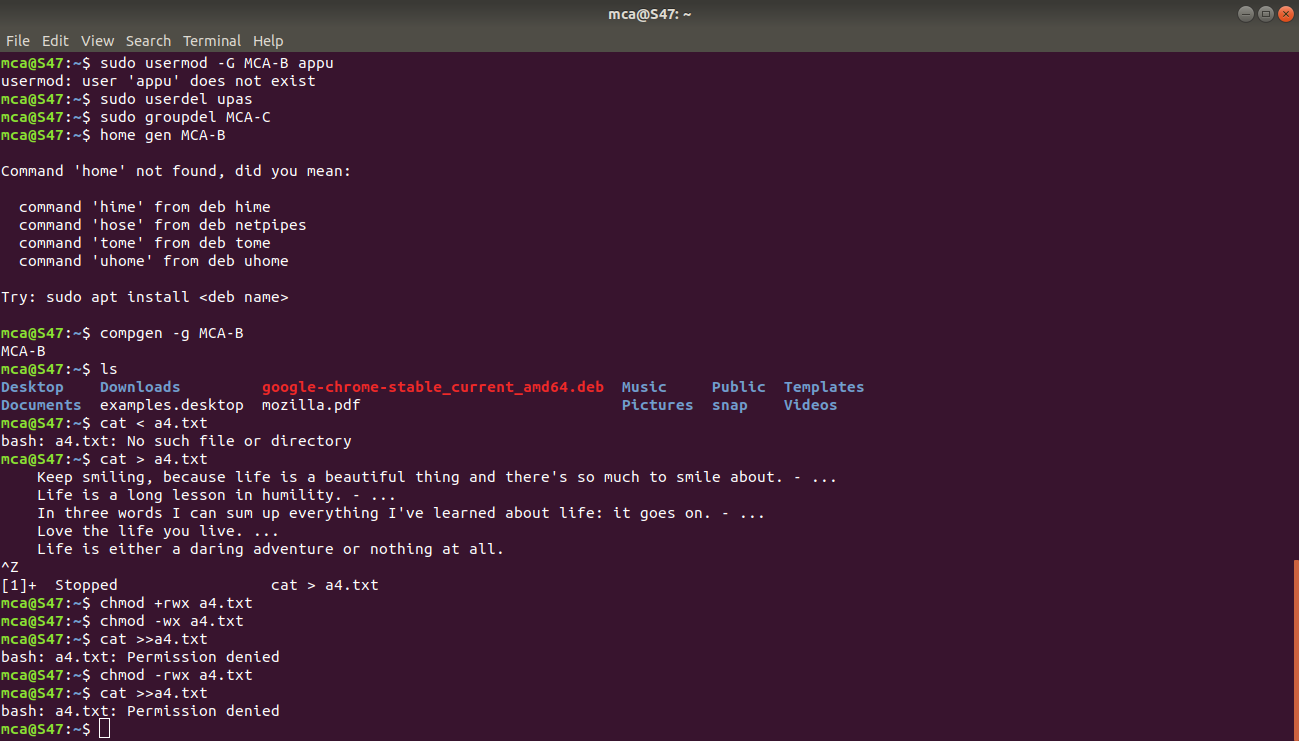 mca@S47: ~
File Edit View Search Terminal Help
mca@S47:~$ sudo usermod -G MCA-B appu
usermod: user 'appu' does not exist
mca@S47:~$ sudo userdel upas
mca@S47:~$ sudo groupdel MCA-C
mca@S47:~$ home gen MCA-B
Command 'home' not found, did you mean:
command 'hime' from deb hime
command 'hose' from deb netpipes
command 'tome' from deb tome
command 'uhome' from deb uhome
Try: sudo apt install <deb name>
mca@S47:~$ compgen -g MCA-B
MCA-B
mca@S47:~$ ls
Desktop Downloads google-chrome-stable_current_amd64.deb Music Public Templates
Documents examples.desktop mozilla.pdf Pictures snap Videos
mca@S47:~$ cat < a4.txt
bash: a4.txt: No such file or directory
mca@S47:~$ cat > a4.txt
Keep smiling, because life is a beautiful thing and there's so much to smile about. - ...
Life is a long lesson in humility. - ...
In three words I can sum up everything I've learned about life: it goes on. - ...
Love the life you live. ...
Life is either a daring adventure or nothing at all.
^Z
[1]+ Stopped cat > a4.txt
mca@S47:~$ chmod +rwx a4.txt
mca@S47:~$ chmod -wx a4.txt
mca@S47:~$ cat >>a4.txt
bash: a4.txt: Permission denied
mca@S47:~$ chmod -rwx a4.txt
mca@S47:~$ cat >>a4.txt
bash: a4.txt: Permission denied
mca@S47:~$